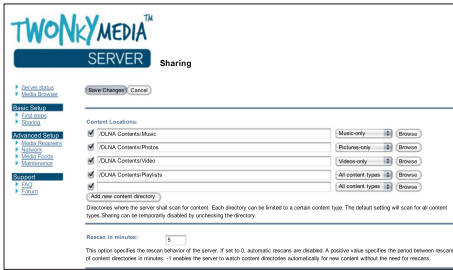 TWONKYMEDIA™
SERVER
Sharing
Server status
Media Browser
Save Changes Cancel
Basic Setup
First steps
Sharing
Content Locations:
/DLNA Contents/Music Music-only Browse
Advanced Setup
Media Receivers
Network
Media Feeds
Maintenance
/DLNA Contents/Photos Pictures-only Browse
/DLNA Contents/Video Videos-only Browse
/DLNA Contents/Playlists All content types Browse
All content types Browse
Support
FAQ
Forum
Add new content directory
Directories where the server shall scan for content. Each directory can be limited to a certain content type. The default setting will scan for all content
types.Sharing can be temporarily disabled by unchecking the directory.
Rescan in minutes: 5
This option specifies the rescan behavior of the server. If set to 0, automatic rescans are disabled. A positive value specifies the period between rescans
of content directories in minutes. -1 enables the server to watch content directories automatically for new content without the need for rescans.